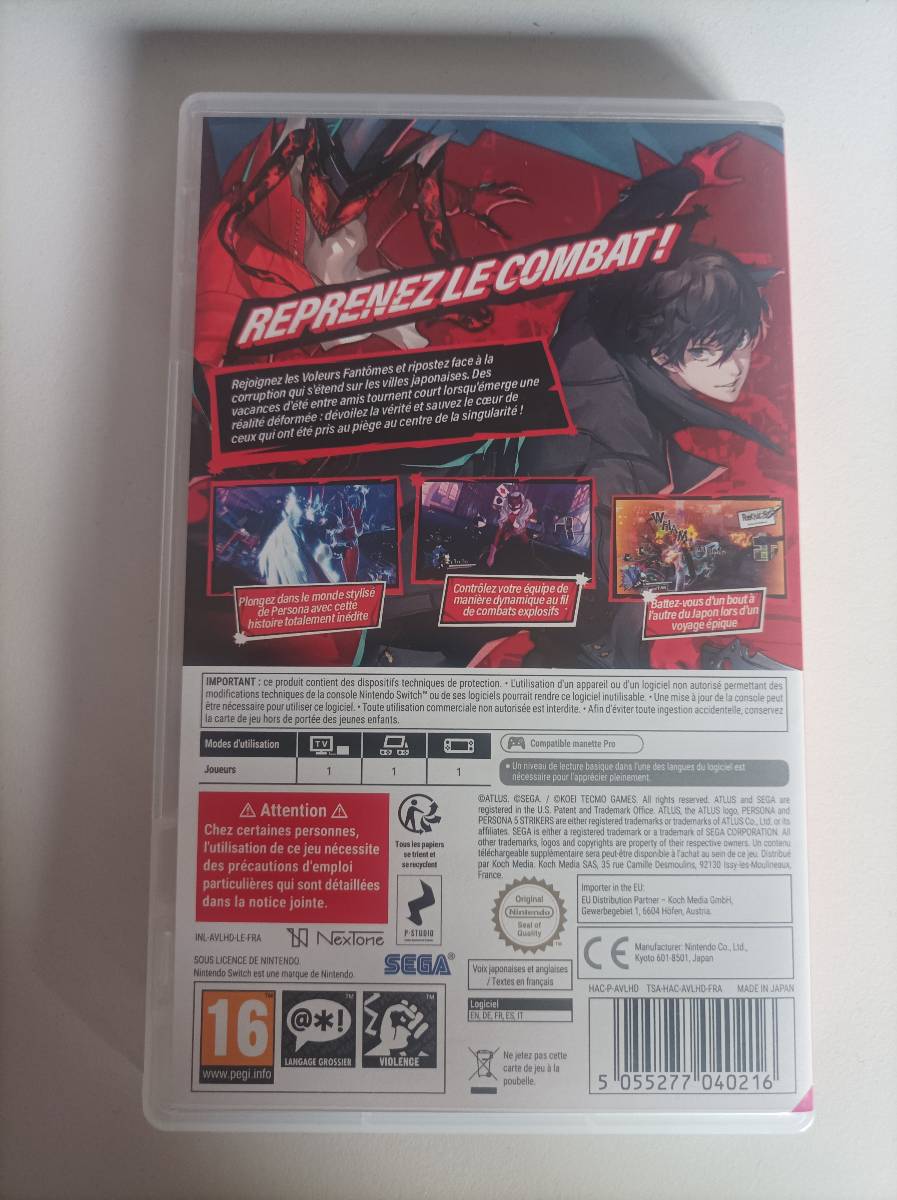 REPRENEZ LE COMBAT !
Rejoignez les Voleurs Fantômes et ripostez face à la
corruption qui s'étend sur les villes japonaises. Des
vacances d'été entre amis tournent court lorsqu'émerge une
réalité déformée : dévoilez la vérité et sauvez le cœur de
ceux qui ont été pris au piège au centre de la singularité !
WHAM
Plongez dans le monde stylisé
de Persona avec cette
histoire totalement inédite
Contrôlez votre équipe de
manière dynamique au fil
de combats explosifs
Battez-vous d'un bout à
l'autre du Japon lors d'un
voyage épique
IMPORTANT : ce produit contient des dispositifs techniques de protection. • L'utilisation d'un appareil ou d'un logiciel non autorisé permettant des
modifications techniques de la console Nintendo Switch™ ou de ses logiciels pourrait rendre ce logiciel inutilisable. • Une mise à jour de la console peut
être nécessaire pour utiliser ce logiciel. • Toute utilisation commerciale non autorisée est interdite. • Afin d'éviter toute ingestion accidentelle, conservez
la carte de jeu hors de portée des jeunes enfants.
Modes d'utilisation
TV
Compatible manette Pro
Joueurs
1
1
1
• Un niveau de lecture basique dans l'une des langues du logiciel est
nécessaire pour l'apprécier pleinement.
⚠ Attention ⚠
Chez certaines personnes,
l'utilisation de ce jeu nécessite
des précautions d'emploi
particulières qui sont détaillées
dans la notice jointe.
Tous les papiers
se trient et
se recyclent
P-STUDIO
©ATLUS. ©SEGA. / ©KOEI TECMO GAMES. All rights reserved. ATLUS and SEGA are
registered in the U.S. Patent and Trademark Office. ATLUS, the ATLUS logo, PERSONA and
PERSONA 5 STRIKERS are either registered trademarks or trademarks of ATLUS Co., Ltd. or its
affiliates. SEGA is either a registered trademark or a trademark of SEGA CORPORATION. All
other trademarks, logos and copyrights are property of their respective owners. Un contenu
téléchargeable supplémentaire sera peut-être disponible à l'achat au sein de ce jeu. Distribué
par Koch Media. Koch Media SAS, 35 rue Camille Desmoulins, 92130 Issy-les-Moulineaux,
France.
Original
Nintendo
Seal of
Quality
™
Importer in the EU:
EU Distribution Partner – Koch Media GmbH,
Gewerbegebiet 1, 6604 Höfen, Austria.
CE
Manufacturer: Nintendo Co., Ltd.,
Kyoto 601-8501, Japan
INL-AVLHD-LE-FRA
NexTone
SOUS LICENCE DE NINTENDO.
Nintendo Switch est une marque de Nintendo.
SEGA®
Voix japonaises et anglaises
/ Textes en français
HAC-P-AVLHD TSA-HAC-AVLHD-FRA MADE IN JAPAN
16
www.pegi.info
@*!
LANGAGE GROSSIER
VIOLENCE
Logiciel
EN, DE, FR, ES, IT
Ne jetez pas cette
carte de jeu à la
poubelle.
5 055277 040216